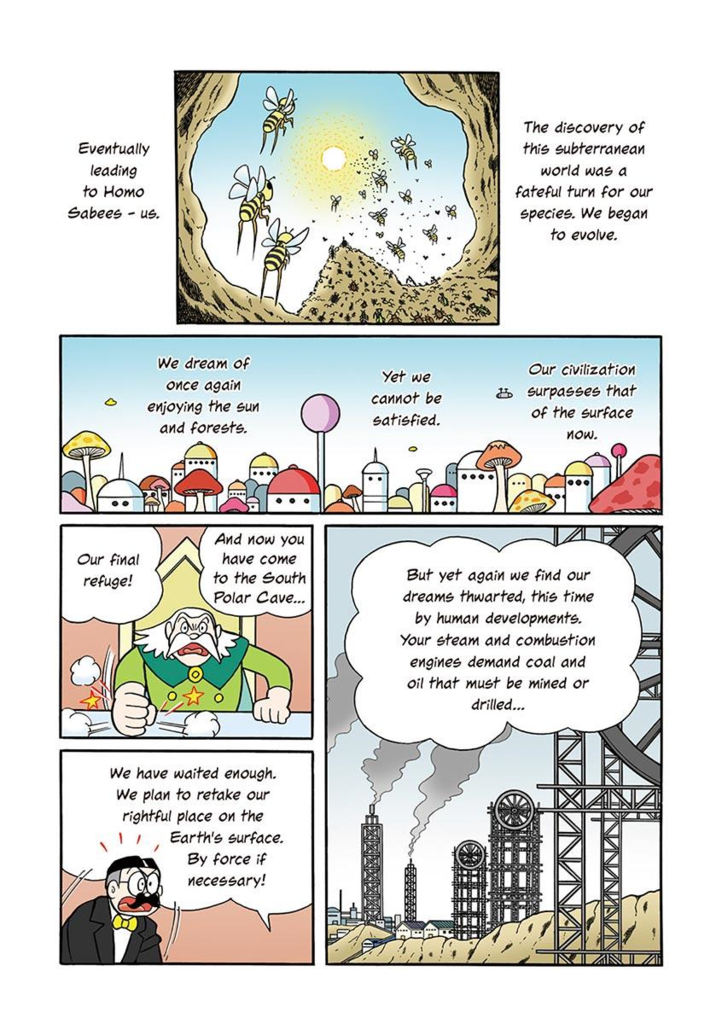 The discovery of
this subterranean
world was a
fateful turn for our
species. We began
to evolve.
Eventually
leading
to Homo
Sabees - us.
Our civilization
surpasses that
of the surface
now.
Yet we
cannot be
satisfied.
We dream of
once again
enjoying the sun
and forests.
But yet again we find our
dreams thwarted, this time
by human developments.
Your steam and combustion
engines demand coal and
oil that must be mined or
drilled...
And now you
have come
to the South
Polar Cave...
Our final
refuge!
We have waited enough.
We plan to retake our
rightful place on the
Earth's surface.
By force if
necessary!